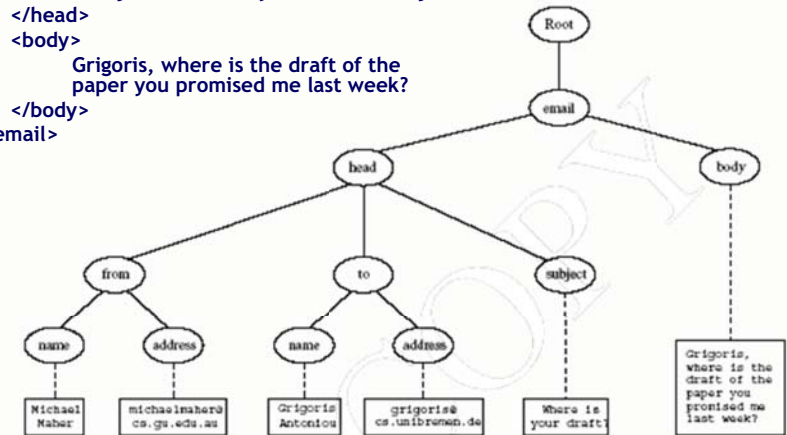 </head>
<body>
Grigoris, where is the draft of the
paper you promised me last week?
</body>
email>
Root
email
head
body
from
to
subject
name
address
name
address
Michael
Maher
michaelmaher@
cs.gu.edu.au
Grigoris
Antoniou
grigoris@
cs.unibremen.de
Where is
your draft?
Grigoris,
where is the
draft of the
paper you
promised me
last week?
COPY